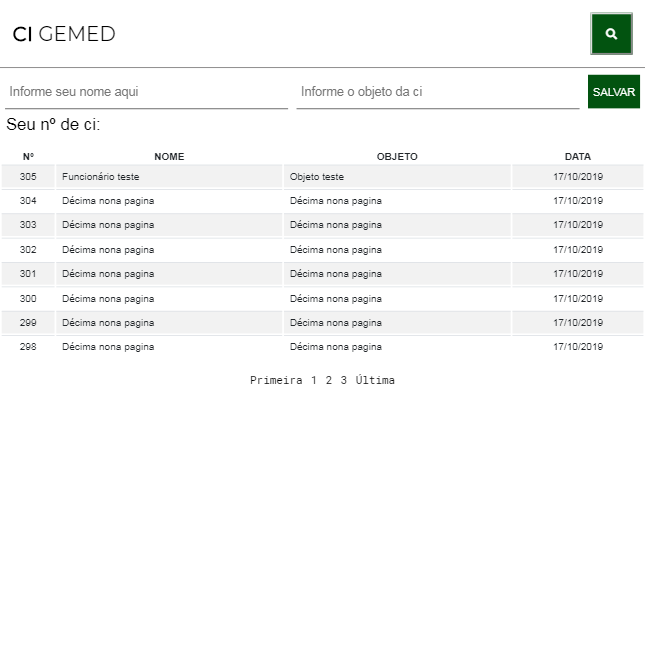 CI GEMED
Informe seu nome aqui Informe o objeto da ci SALVAR
Seu nº de ci:
Nº NOME OBJETO DATA
305 Funcionário teste Objeto teste 17/10/2019
304 Décima nona pagina Décima nona pagina 17/10/2019
303 Décima nona pagina Décima nona pagina 17/10/2019
302 Décima nona pagina Décima nona pagina 17/10/2019
301 Décima nona pagina Décima nona pagina 17/10/2019
300 Décima nona pagina Décima nona pagina 17/10/2019
299 Décima nona pagina Décima nona pagina 17/10/2019
298 Décima nona pagina Décima nona pagina 17/10/2019
Primeira 1 2 3 Última